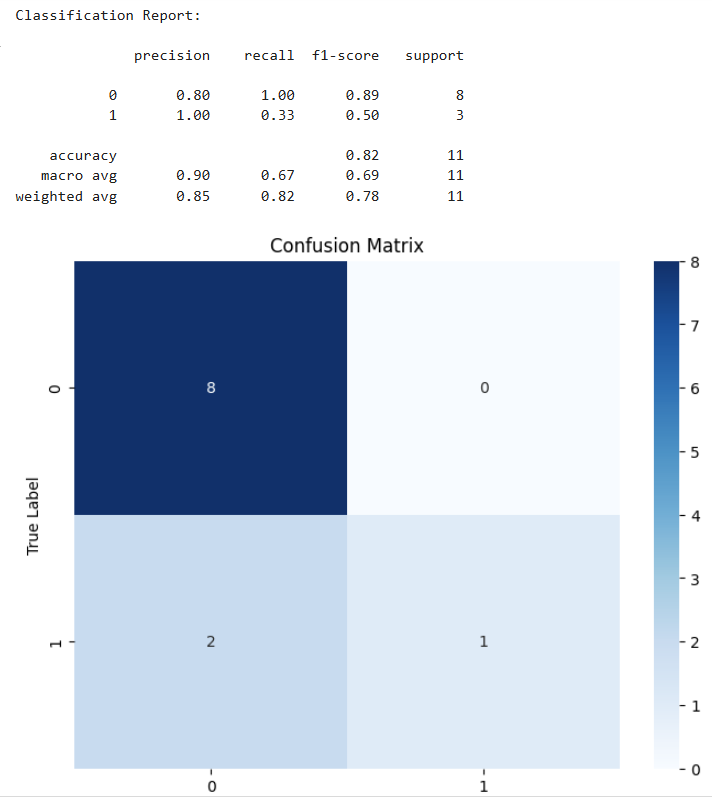 Classification Report:
precision recall f1-score support
0 0.80 1.00 0.89 8
1 1.00 0.33 0.50 3
accuracy 0.82 11
macro avg 0.90 0.67 0.69 11
weighted avg 0.85 0.82 0.78 11
Confusion Matrix
8
7
6
5
4
3
2
1
0
True Label
0
1
8 0
2 1
0 1